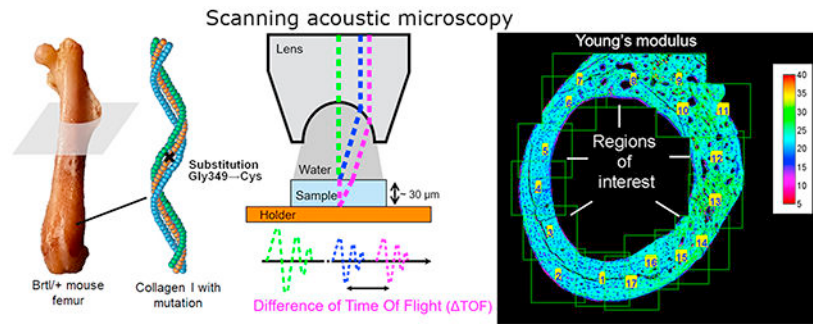 Scanning acoustic microscopy
Substitution
Gly349→Cys
Brtl/+ mouse
femur
Collagen I with
mutation
Lens
Water
Sample
~ 30 µm
Holder
Difference of Time Of Flight (ΔTOF)
Young's modulus
Regions
of
interest
1
2
3
4
5
6
7
8
9
10
11
12
13
14
15
16
17
40
35
30
25
20
15
10
5